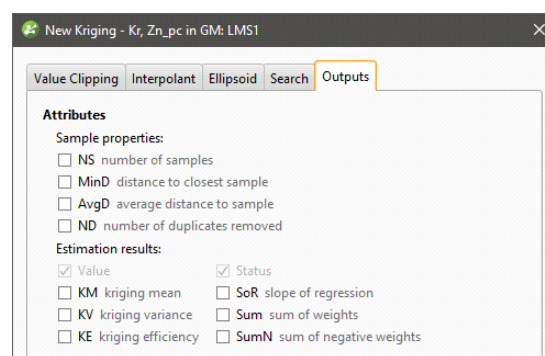 New Kriging - Kr, Zn_pc in GM: LMS1
Value Clipping Interpolant Ellipsoid Search Outputs
Attributes
Sample properties:
NS number of samples
MinD distance to closest sample
AvgD average distance to sample
ND number of duplicates removed
Estimation results:
Value Status
KM kriging mean SoR slope of regression
KV kriging variance Sum sum of weights
KE kriging efficiency SumN sum of negative weights